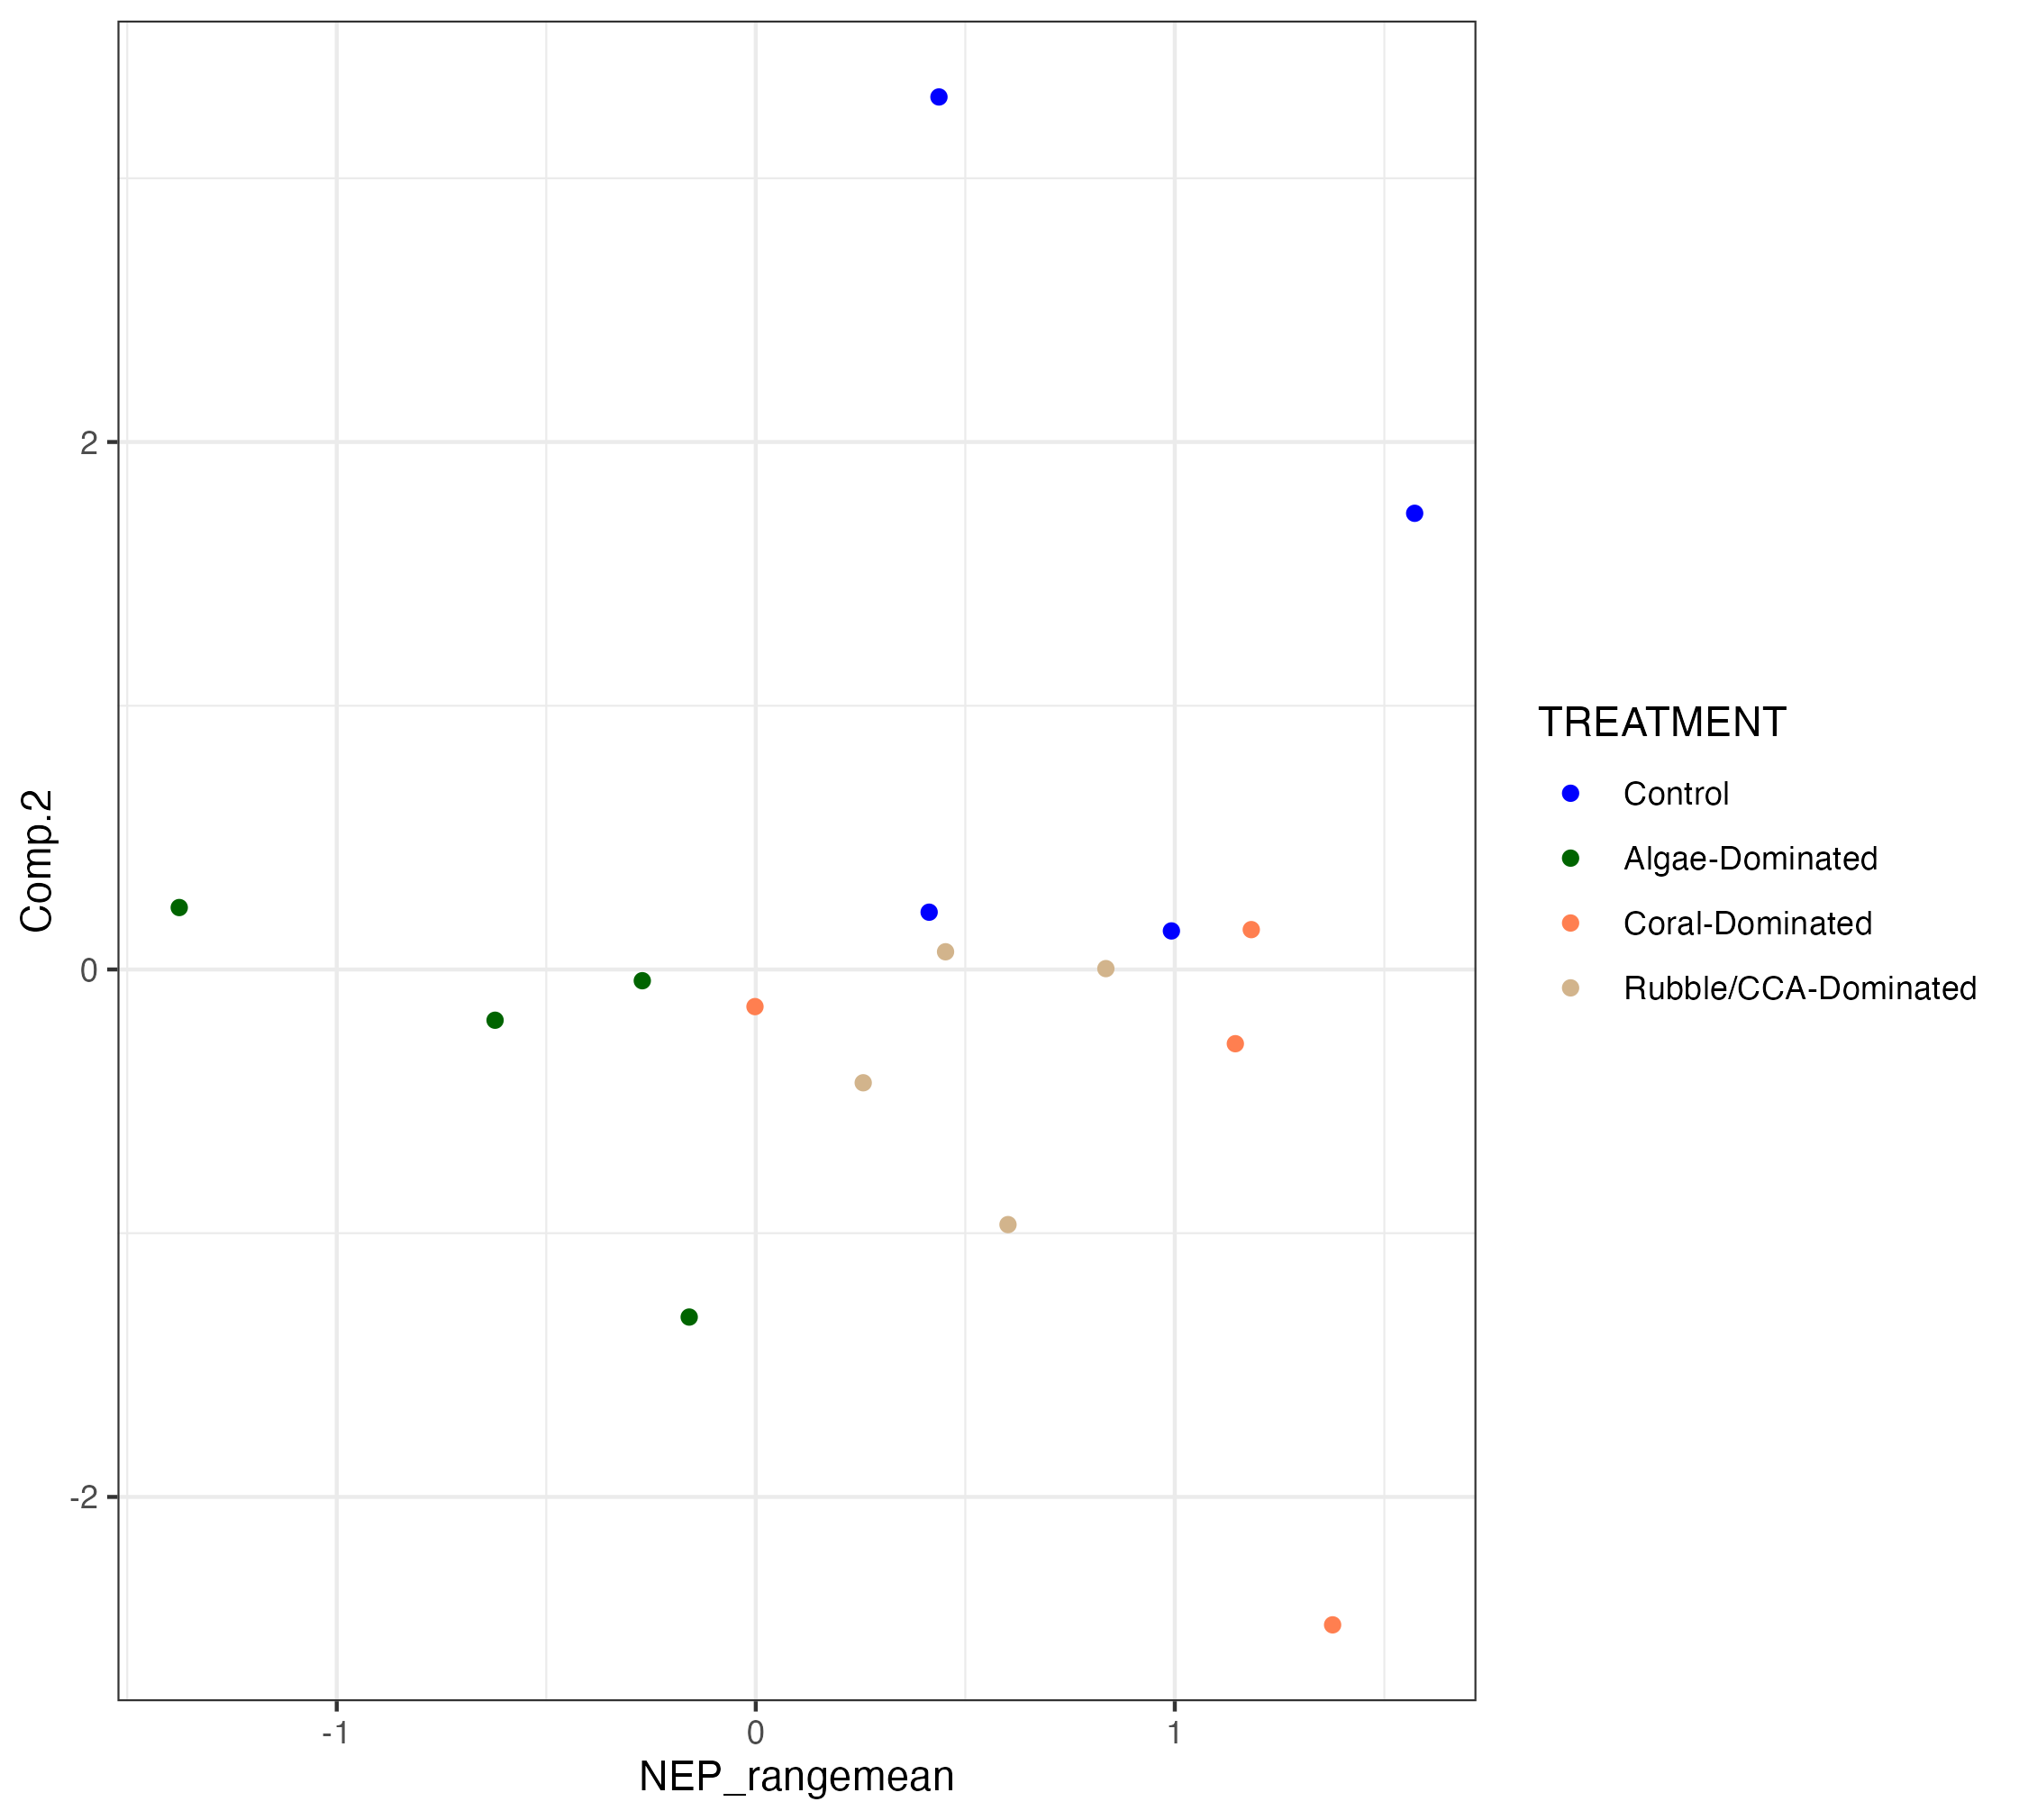 Comp.2
2
0
-2
-1
0
1
NEP_rangemean
TREATMENT
Control
Algae-Dominated
Coral-Dominated
Rubble/CCA-Dominated